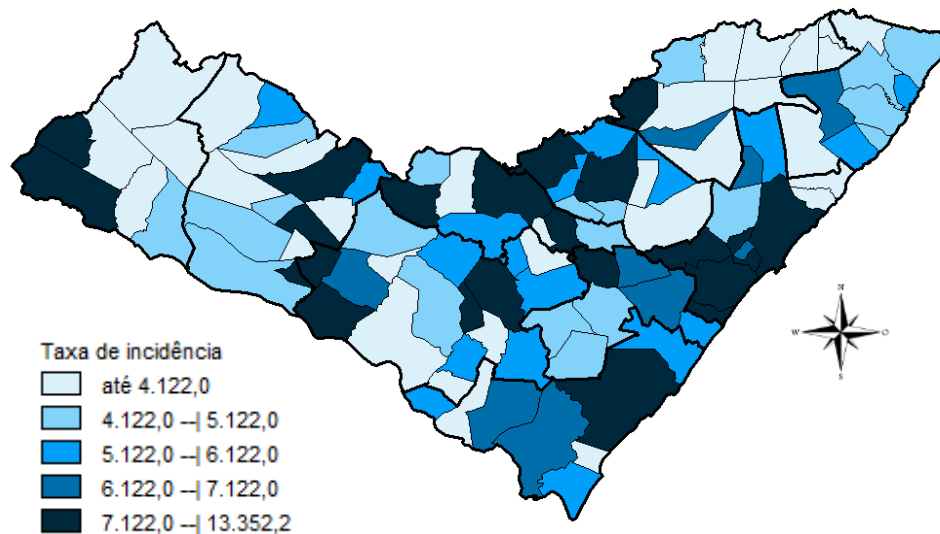 N
W
O
S
Taxa de incidência
até 4.122,0
4.122,0 --| 5.122,0
5.122,0 --| 6.122,0
6.122,0 --| 7.122,0
7.122,0 --| 13.352,2